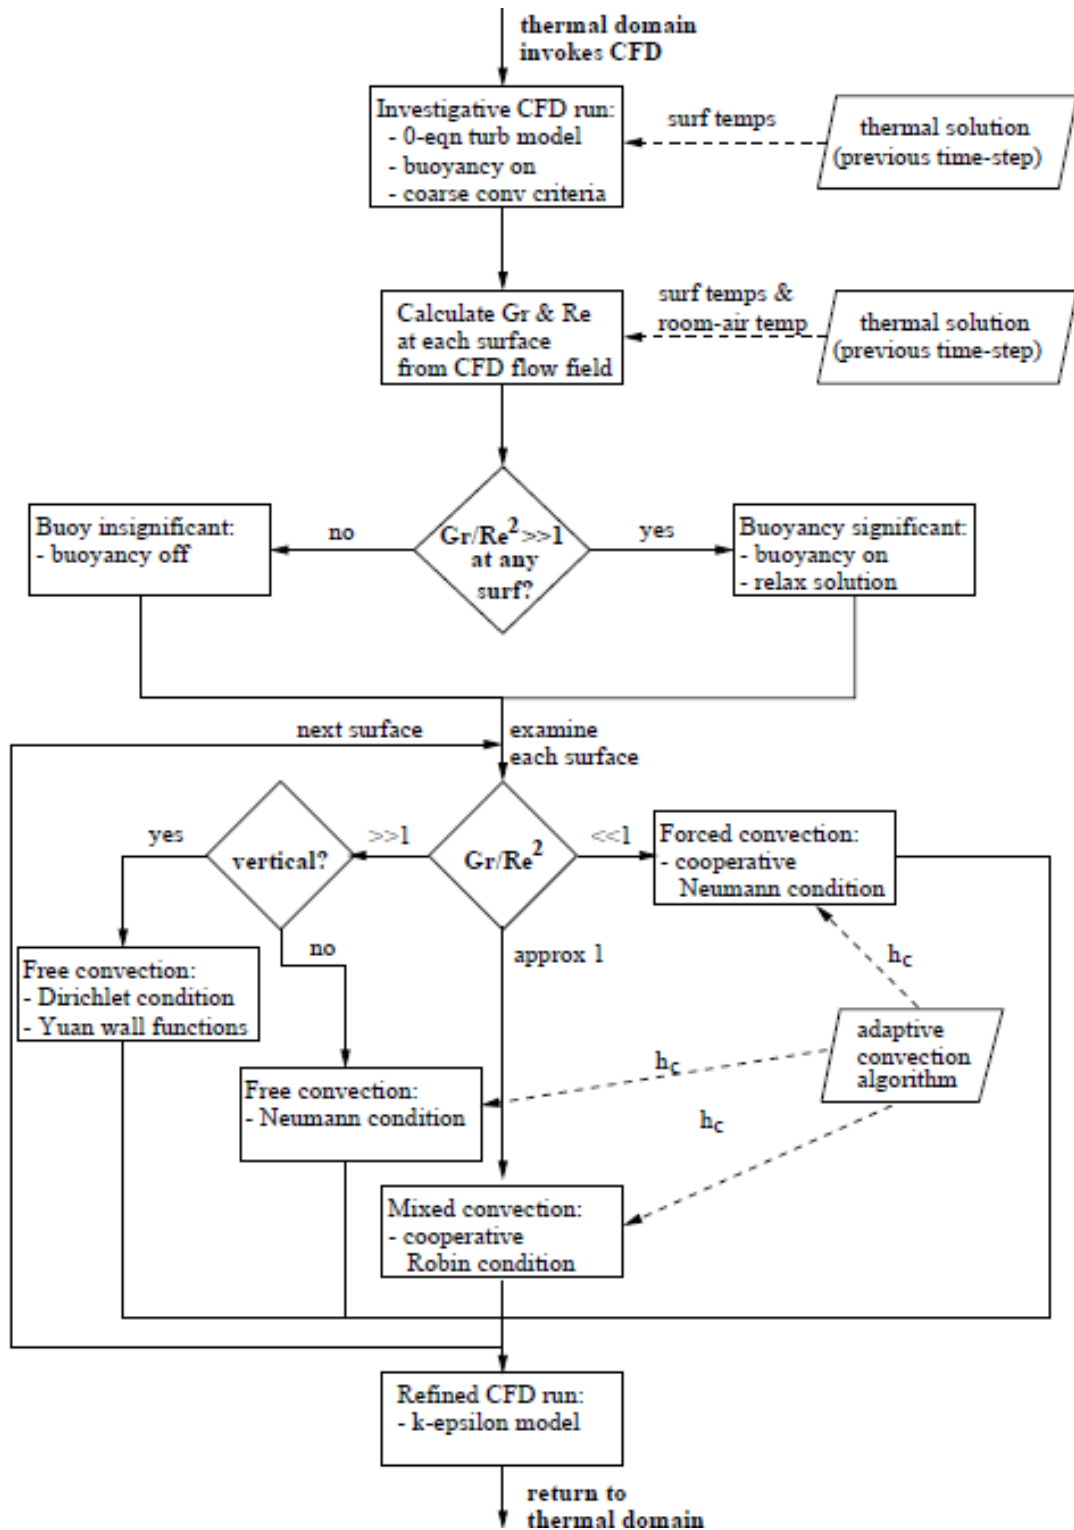 thermal domain
invokes CFD
Investigative CFD run:
- 0-eqn turb model
- buoyancy on
- coarse conv criteria
surf temps
thermal solution
(previous time-step)
Calculate Gr & Re
at each surface
from CFD flow field
surf temps &
room-air temp
thermal solution
(previous time-step)
Buoy insignificant:
- buoyancy off
no
Gr/Re²>>1
at any
surf?
yes
Buoyancy significant:
- buoyancy on
- relax solution
next surface
examine
each surface
yes
vertical?
>>1
Gr/Re²
<<1
Forced convection:
- cooperative
Neumann condition
no
approx 1
hc
Free convection:
- Dirichlet condition
- Yuan wall functions
adaptive
convection
algorithm
hc
Free convection:
- Neumann condition
hc
Mixed convection:
- cooperative
Robin condition
Refined CFD run:
- k-epsilon model
return to
thermal domain